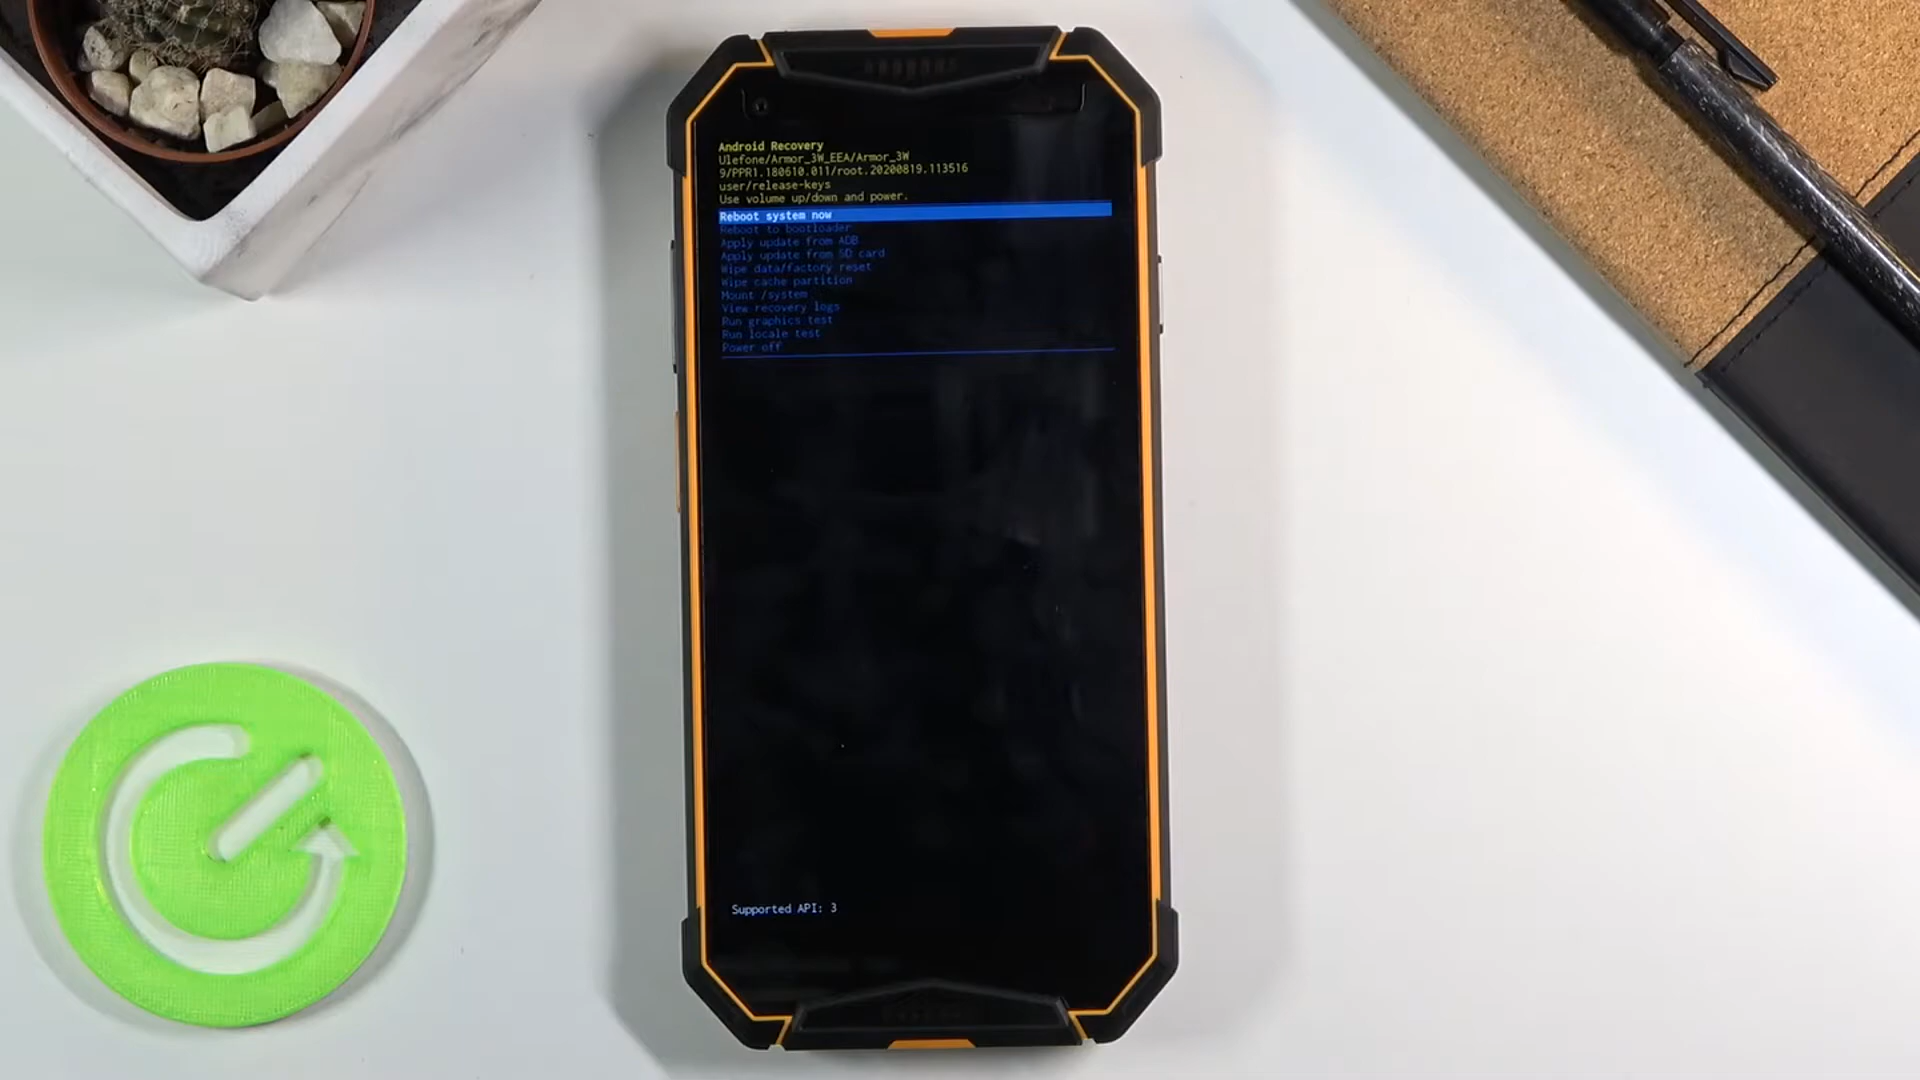 Android Recovery
Ulefone/Armor_3W_EEA/Armor_3W
9/PPR1.180610.011/root.20200819.113516
user/release-keys
Use volume up/down and power.
Reboot system now
Reboot to bootloader
Apply update from ADB
Apply update from SD card
Wipe data/factory reset
Wipe cache partition
Mount /system
View recovery logs
Run graphics test
Run locale test
Power off
Supported API: 3